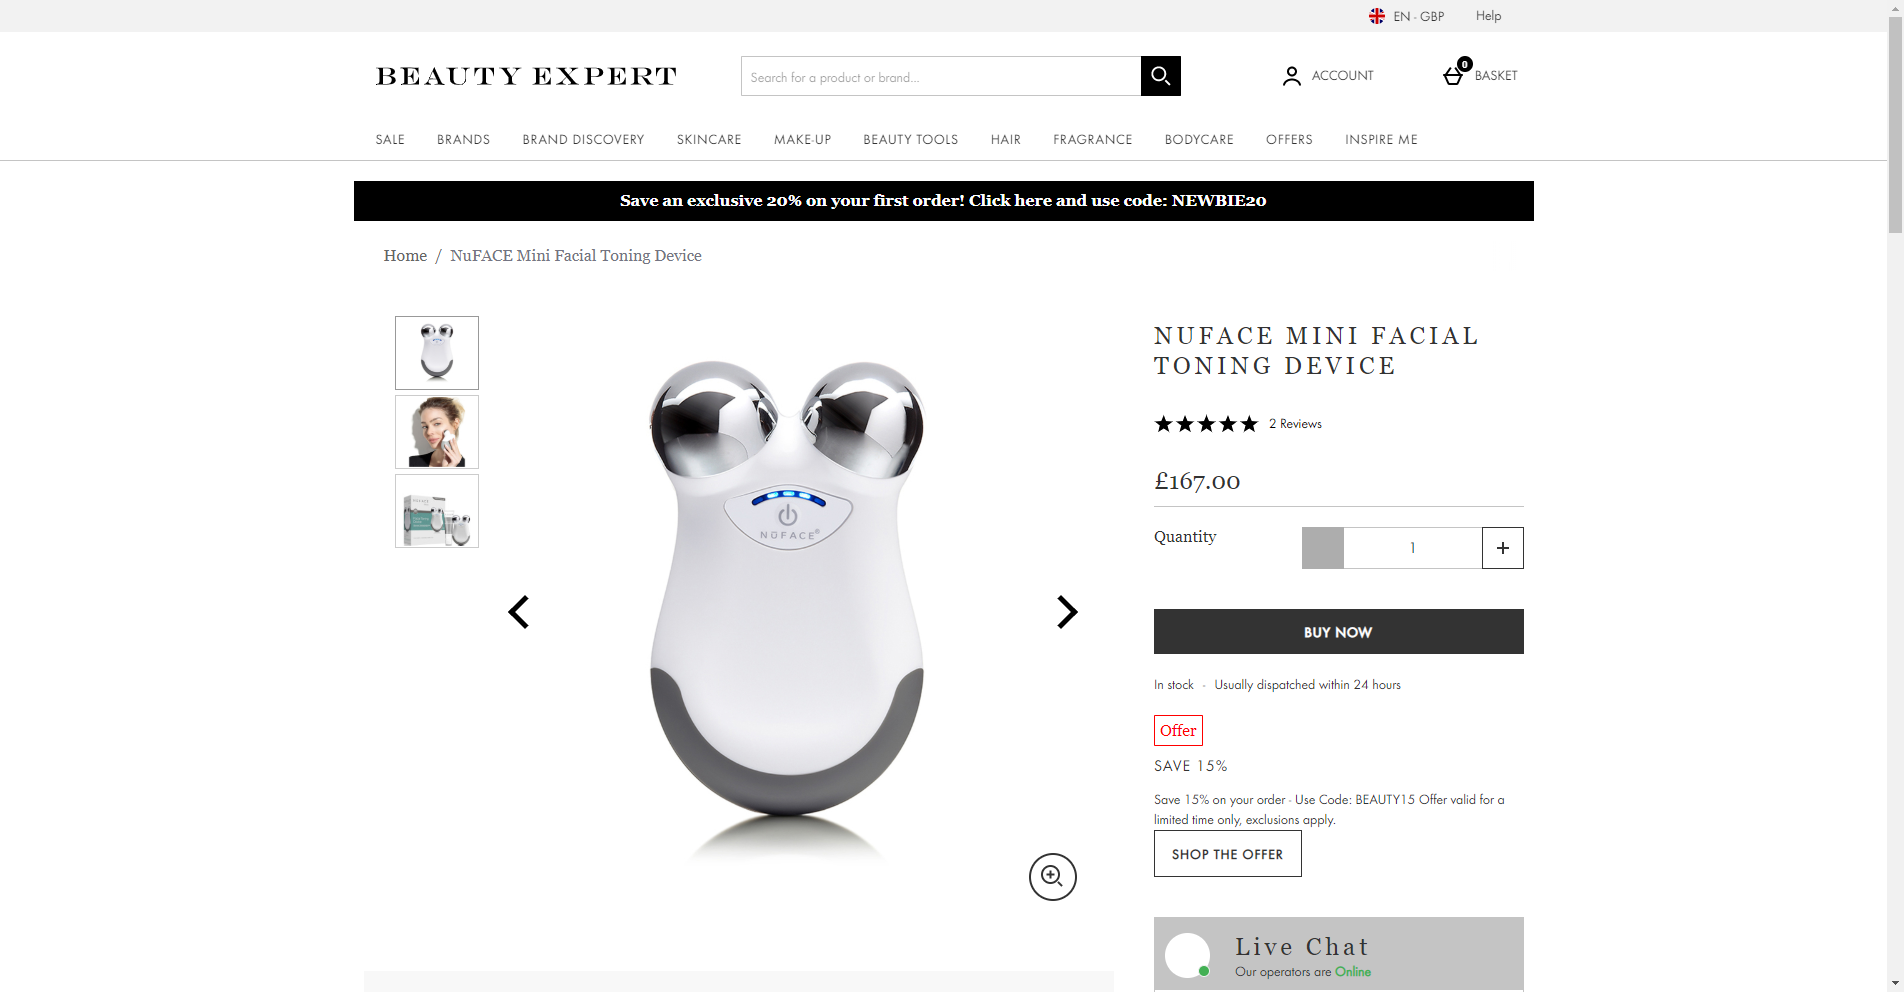 EN - GBP
Help
BEAUTY EXPERT
Search for a product or brand...
ACCOUNT
0
BASKET
SALE
BRANDS
BRAND DISCOVERY
SKINCARE
MAKE-UP
BEAUTY TOOLS
HAIR
FRAGRANCE
BODYCARE
OFFERS
INSPIRE ME
Save an exclusive 20% on your first order! Click here and use code: NEWBIE20
Home / NuFACE Mini Facial Toning Device
NUFACE®
NUFACE MINI FACIAL
TONING DEVICE
2 Reviews
£167.00
Quantity
1
+
BUY NOW
In stock - Usually dispatched within 24 hours
Offer
SAVE 15%
Save 15% on your order - Use Code: BEAUTY15 Offer valid for a
limited time only, exclusions apply.
SHOP THE OFFER
Live Chat
Our operators are Online